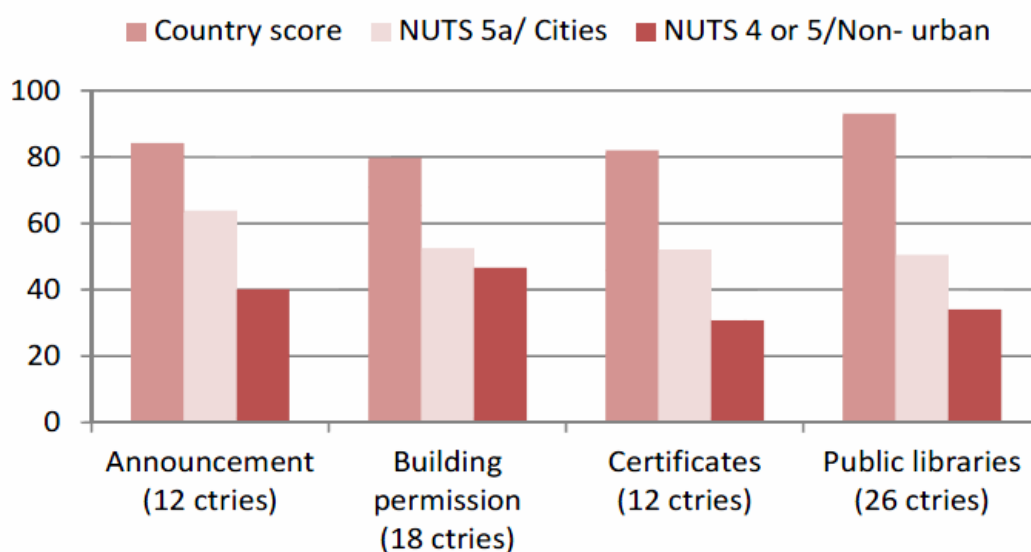 Country score NUTS 5a/ Cities NUTS 4 or 5/Non- urban
100
80
60
40
20
0
Announcement
(12 ctries)
Building
permission
(18 ctries)
Certificates
(12 ctries)
Public libraries
(26 ctries)